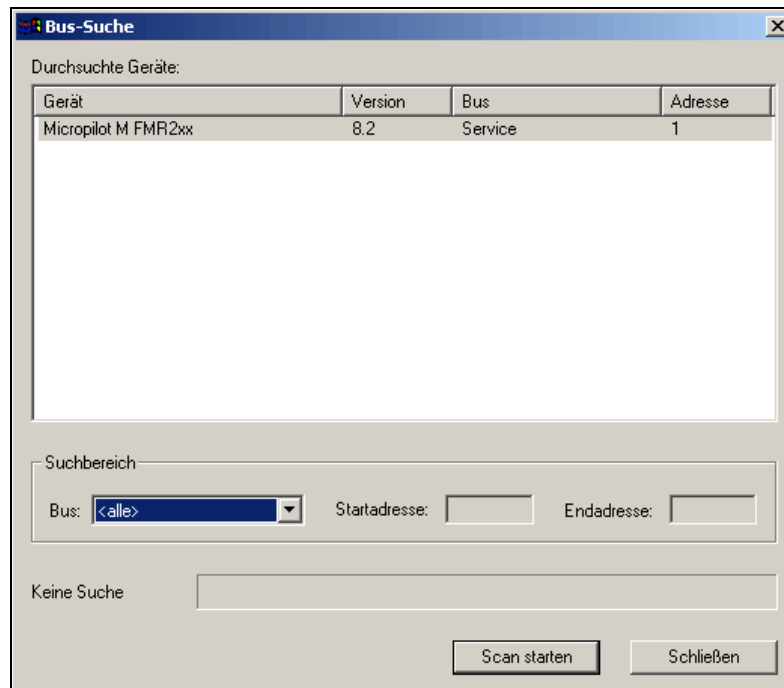 Bus-Suche
Durchsuchte Geräte:
Gerät Version Bus Adresse
Micropilot M FMR2xx 8.2 Service 1
Suchbereich
Bus: <alle> Startadresse: Endadresse:
Keine Suche
Scan starten Schließen